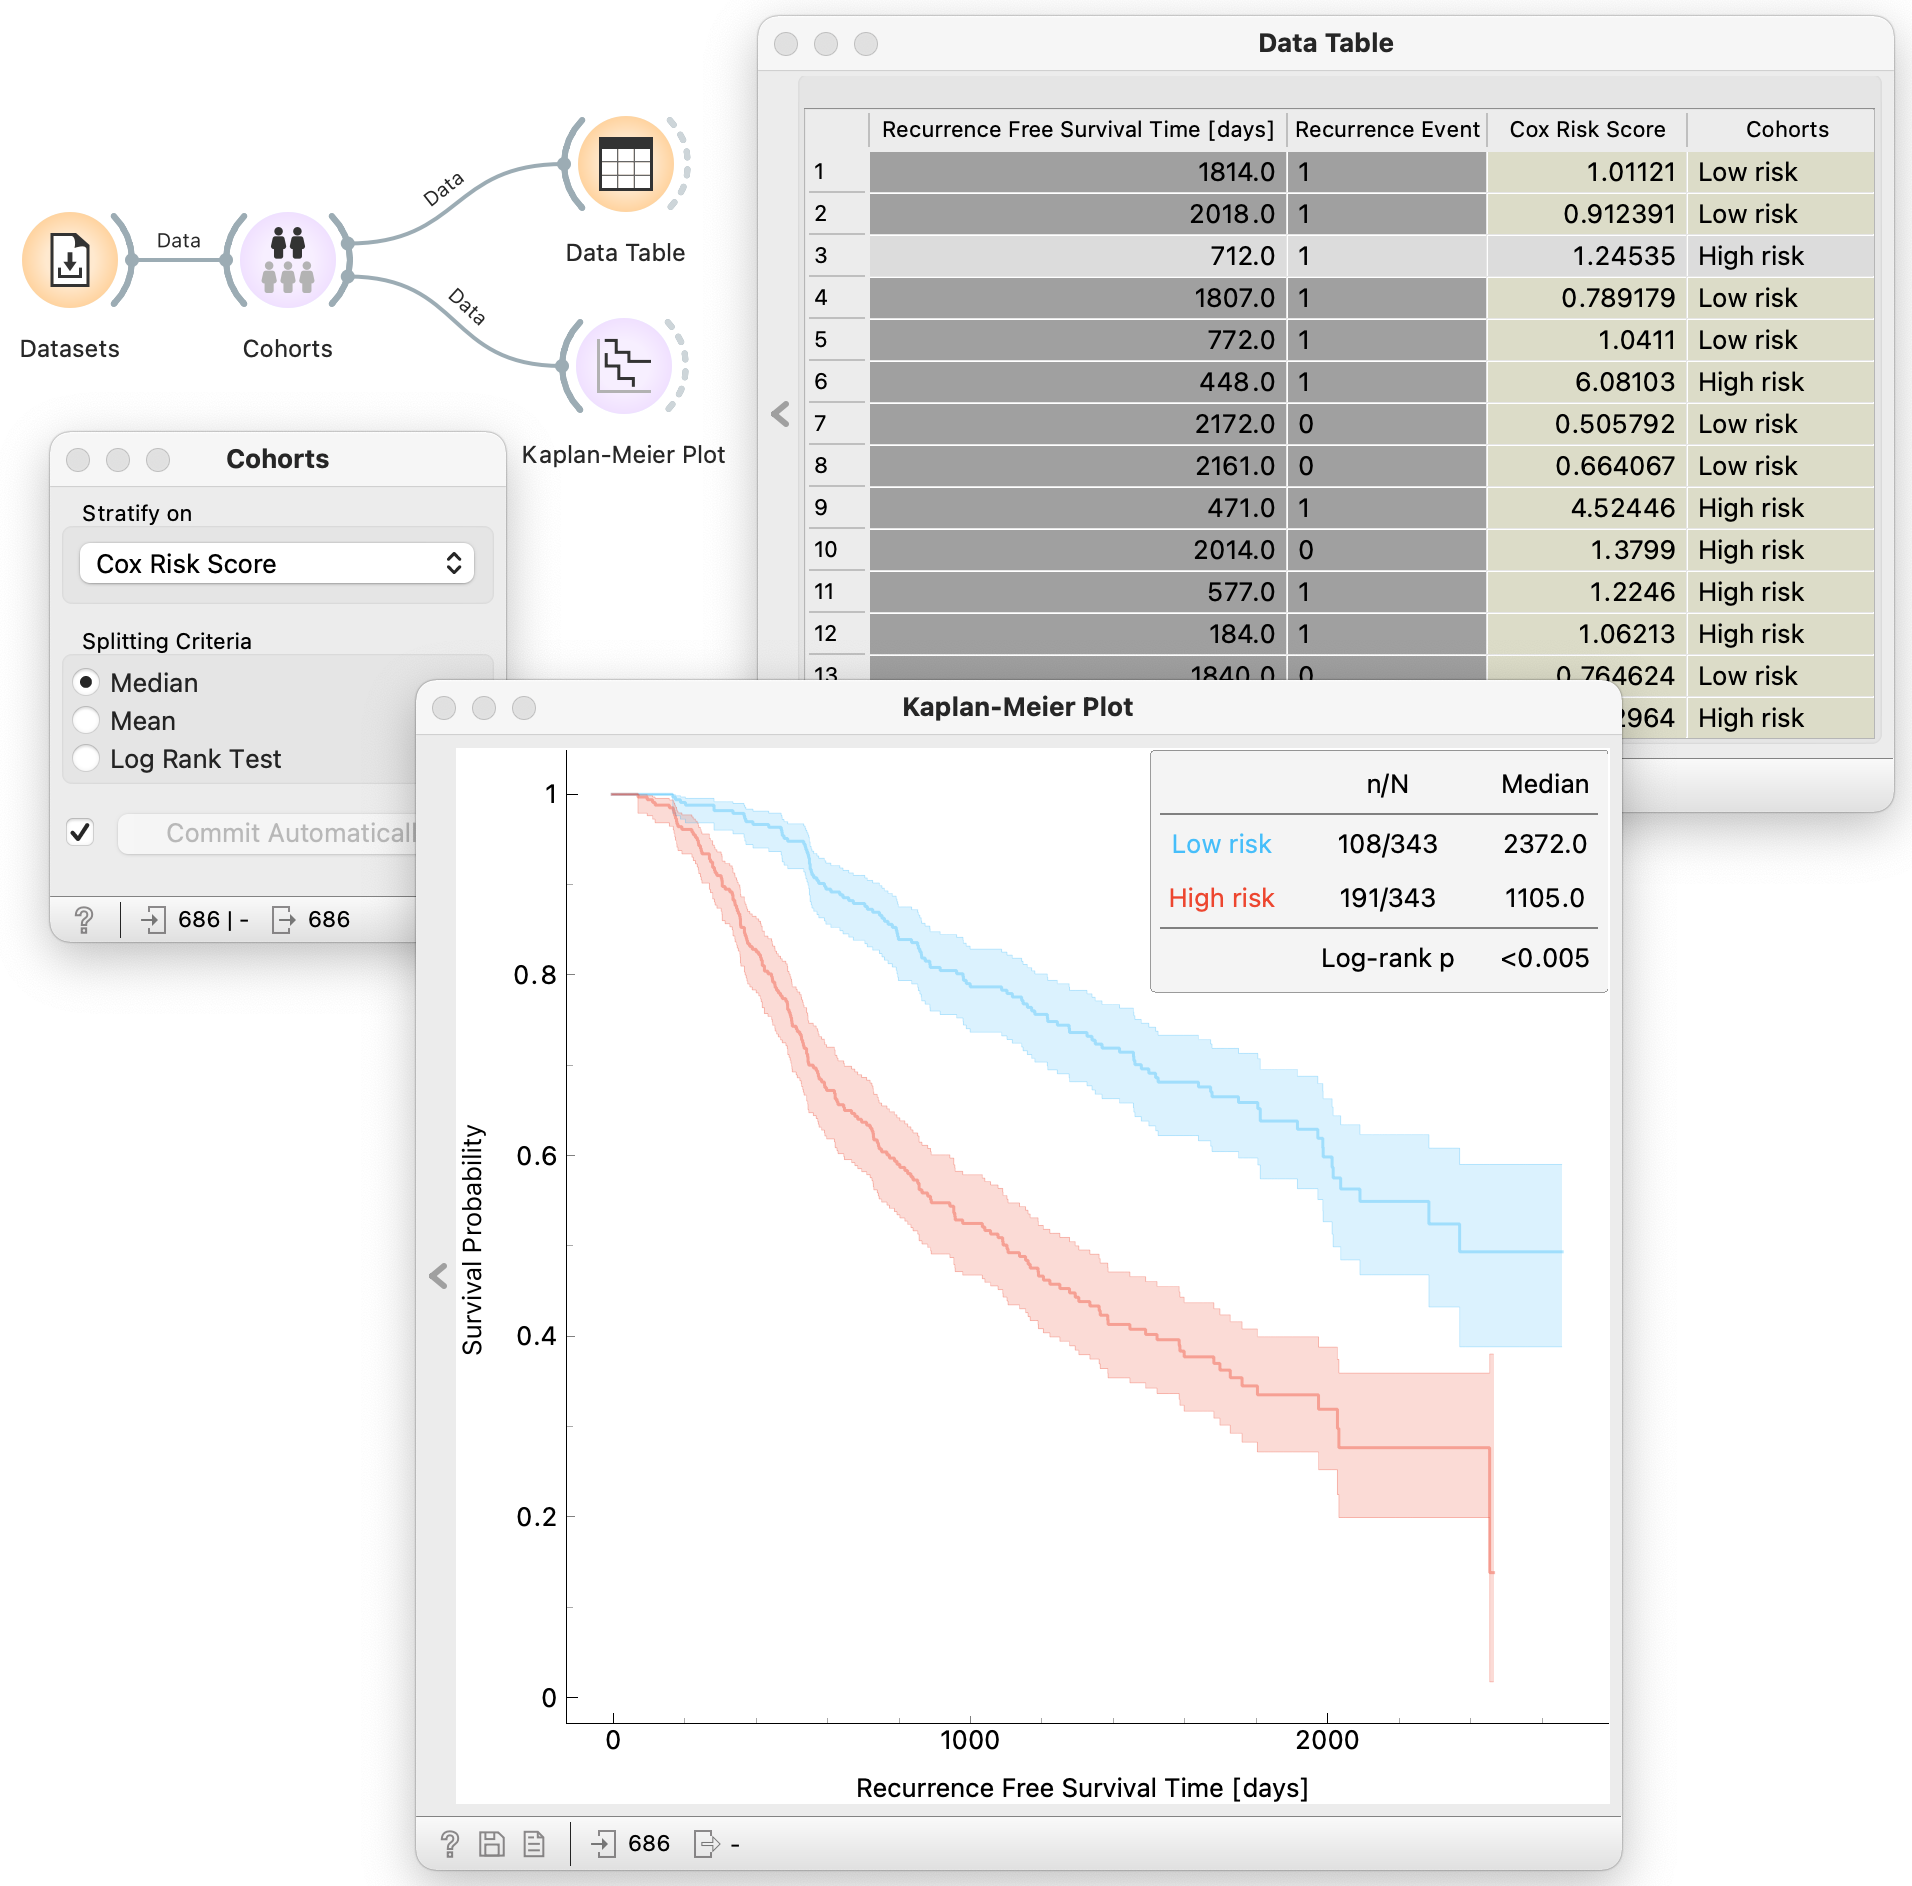 Data
Data
Data
Datasets
Cohorts
Data Table
Kaplan-Meier Plot
Data Table
Recurrence Free Survival Time [days] Recurrence Event Cox Risk Score Cohorts
1 1814.0 1 1.01121 Low risk
2 2018.0 1 0.912391 Low risk
3 712.0 1 1.24535 High risk
4 1807.0 1 0.789179 Low risk
5 772.0 1 1.0411 Low risk
6 448.0 1 6.08103 High risk
7 2172.0 0 0.505792 Low risk
8 2161.0 0 0.664067 Low risk
9 471.0 1 4.52446 High risk
10 2014.0 0 1.3799 High risk
11 577.0 1 1.2246 High risk
12 184.0 1 1.06213 High risk
13 1840.0 0 0.764624 Low risk
2964 High risk
Cohorts
Stratify on
Cox Risk Score
Splitting Criteria
Median
Mean
Log Rank Test
Commit Automaticall
? 686 | - 686
Kaplan-Meier Plot
n/N Median
Low risk 108/343 2372.0
High risk 191/343 1105.0
Log-rank p <0.005
Survival Probability
1
0.8
0.6
0.4
0.2
0
0 1000 2000
Recurrence Free Survival Time [days]
? 686 -